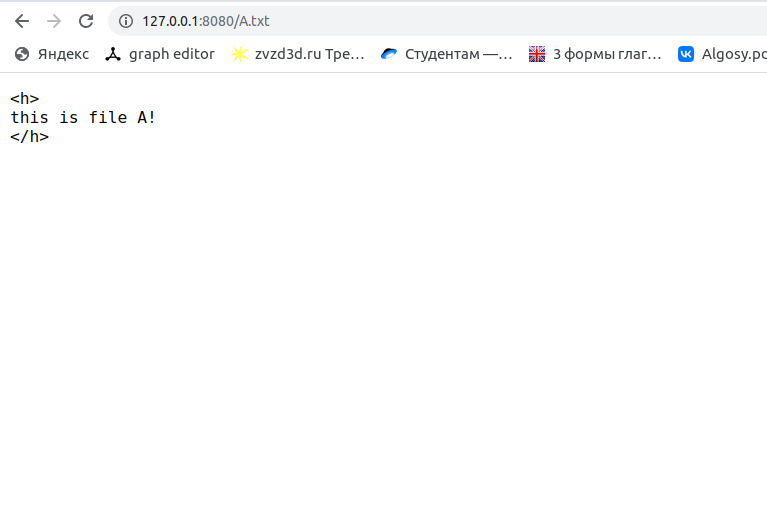 127.0.0.1:8080/A.txt
Яндекс graph editor zvzd3d.ru Тре… Студентам —… 3 формы глаг… Algosy.po
<h>
this is file A!
</h>